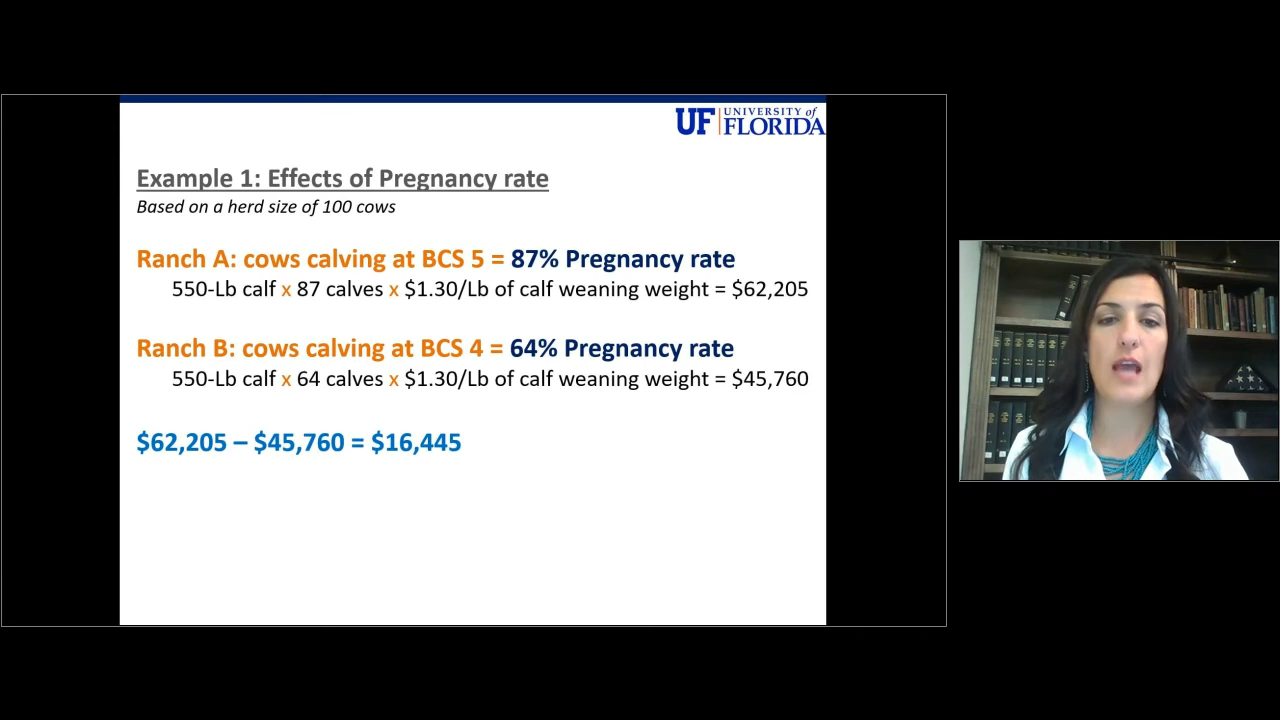 UF UNIVERSITY of
FLORIDA
Example 1: Effects of Pregnancy rate
Based on a herd size of 100 cows
Ranch A: cows calving at BCS 5 = 87% Pregnancy rate
550-Lb calf x 87 calves x $1.30/Lb of calf weaning weight = $62,205
Ranch B: cows calving at BCS 4 = 64% Pregnancy rate
550-Lb calf x 64 calves x $1.30/Lb of calf weaning weight = $45,760
$62,205 – $45,760 = $16,445